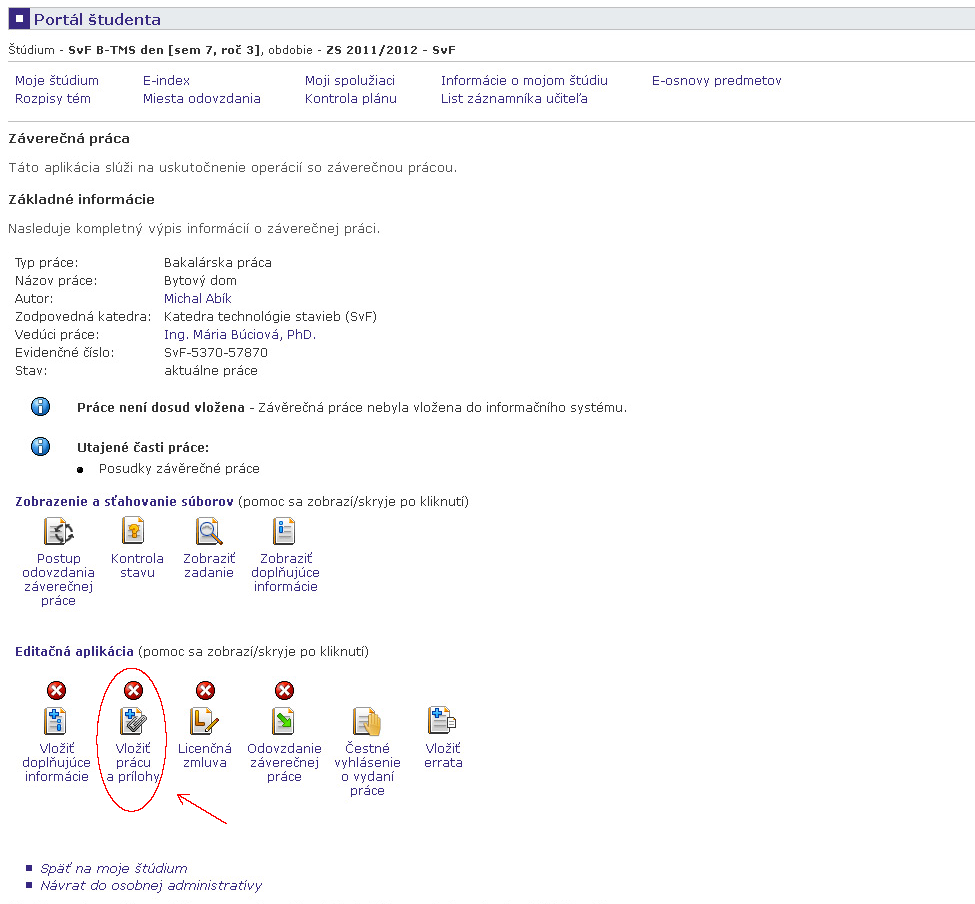 Portál študenta
Štúdium - SvF B-TMS den [sem 7, roč 3], obdobie - ZS 2011/2012 - SvF
Moje štúdium E-index Moji spolužiaci Informácie o mojom štúdiu E-osnovy predmetov
Rozpisy tém Miesta odovzdania Kontrola plánu List záznamníka učiteľa
Záverečná práca
Táto aplikácia slúži na uskutočnenie operácií so záverečnou prácou.
Základné informácie
Nasleduje kompletný výpis informácií o záverečnej práci.
Typ práce: Bakalárska práca
Názov práce: Bytový dom
Autor: Michal Abík
Zodpovedná katedra: Katedra technológie stavieb (SvF)
Vedúci práce: Ing. Mária Búciová, PhD.
Evidenčné číslo: SvF-5370-57870
Stav: aktuálne práce
Práce není dosud vložena - Závěrečná práce nebyla vložena do informačního systému.
Utajené časti práce:
Posudky závěrečné práce
Zobrazenie a sťahovanie súborov (pomoc sa zobrazí/skryje po kliknutí)
Postup odovzdania záverečnej práce
Kontrola stavu
Zobraziť zadanie
Zobraziť doplňujúce informácie
Editačná aplikácia (pomoc sa zobrazí/skryje po kliknutí)
Vložiť doplňujúce informácie
Vložiť prácu a prílohy
Licenčná zmluva
Odovzdanie záverečnej práce
Čestné vyhlásenie o vydaní práce
Vložiť errata
Späť na moje štúdium
Návrat do osobnej administratívy